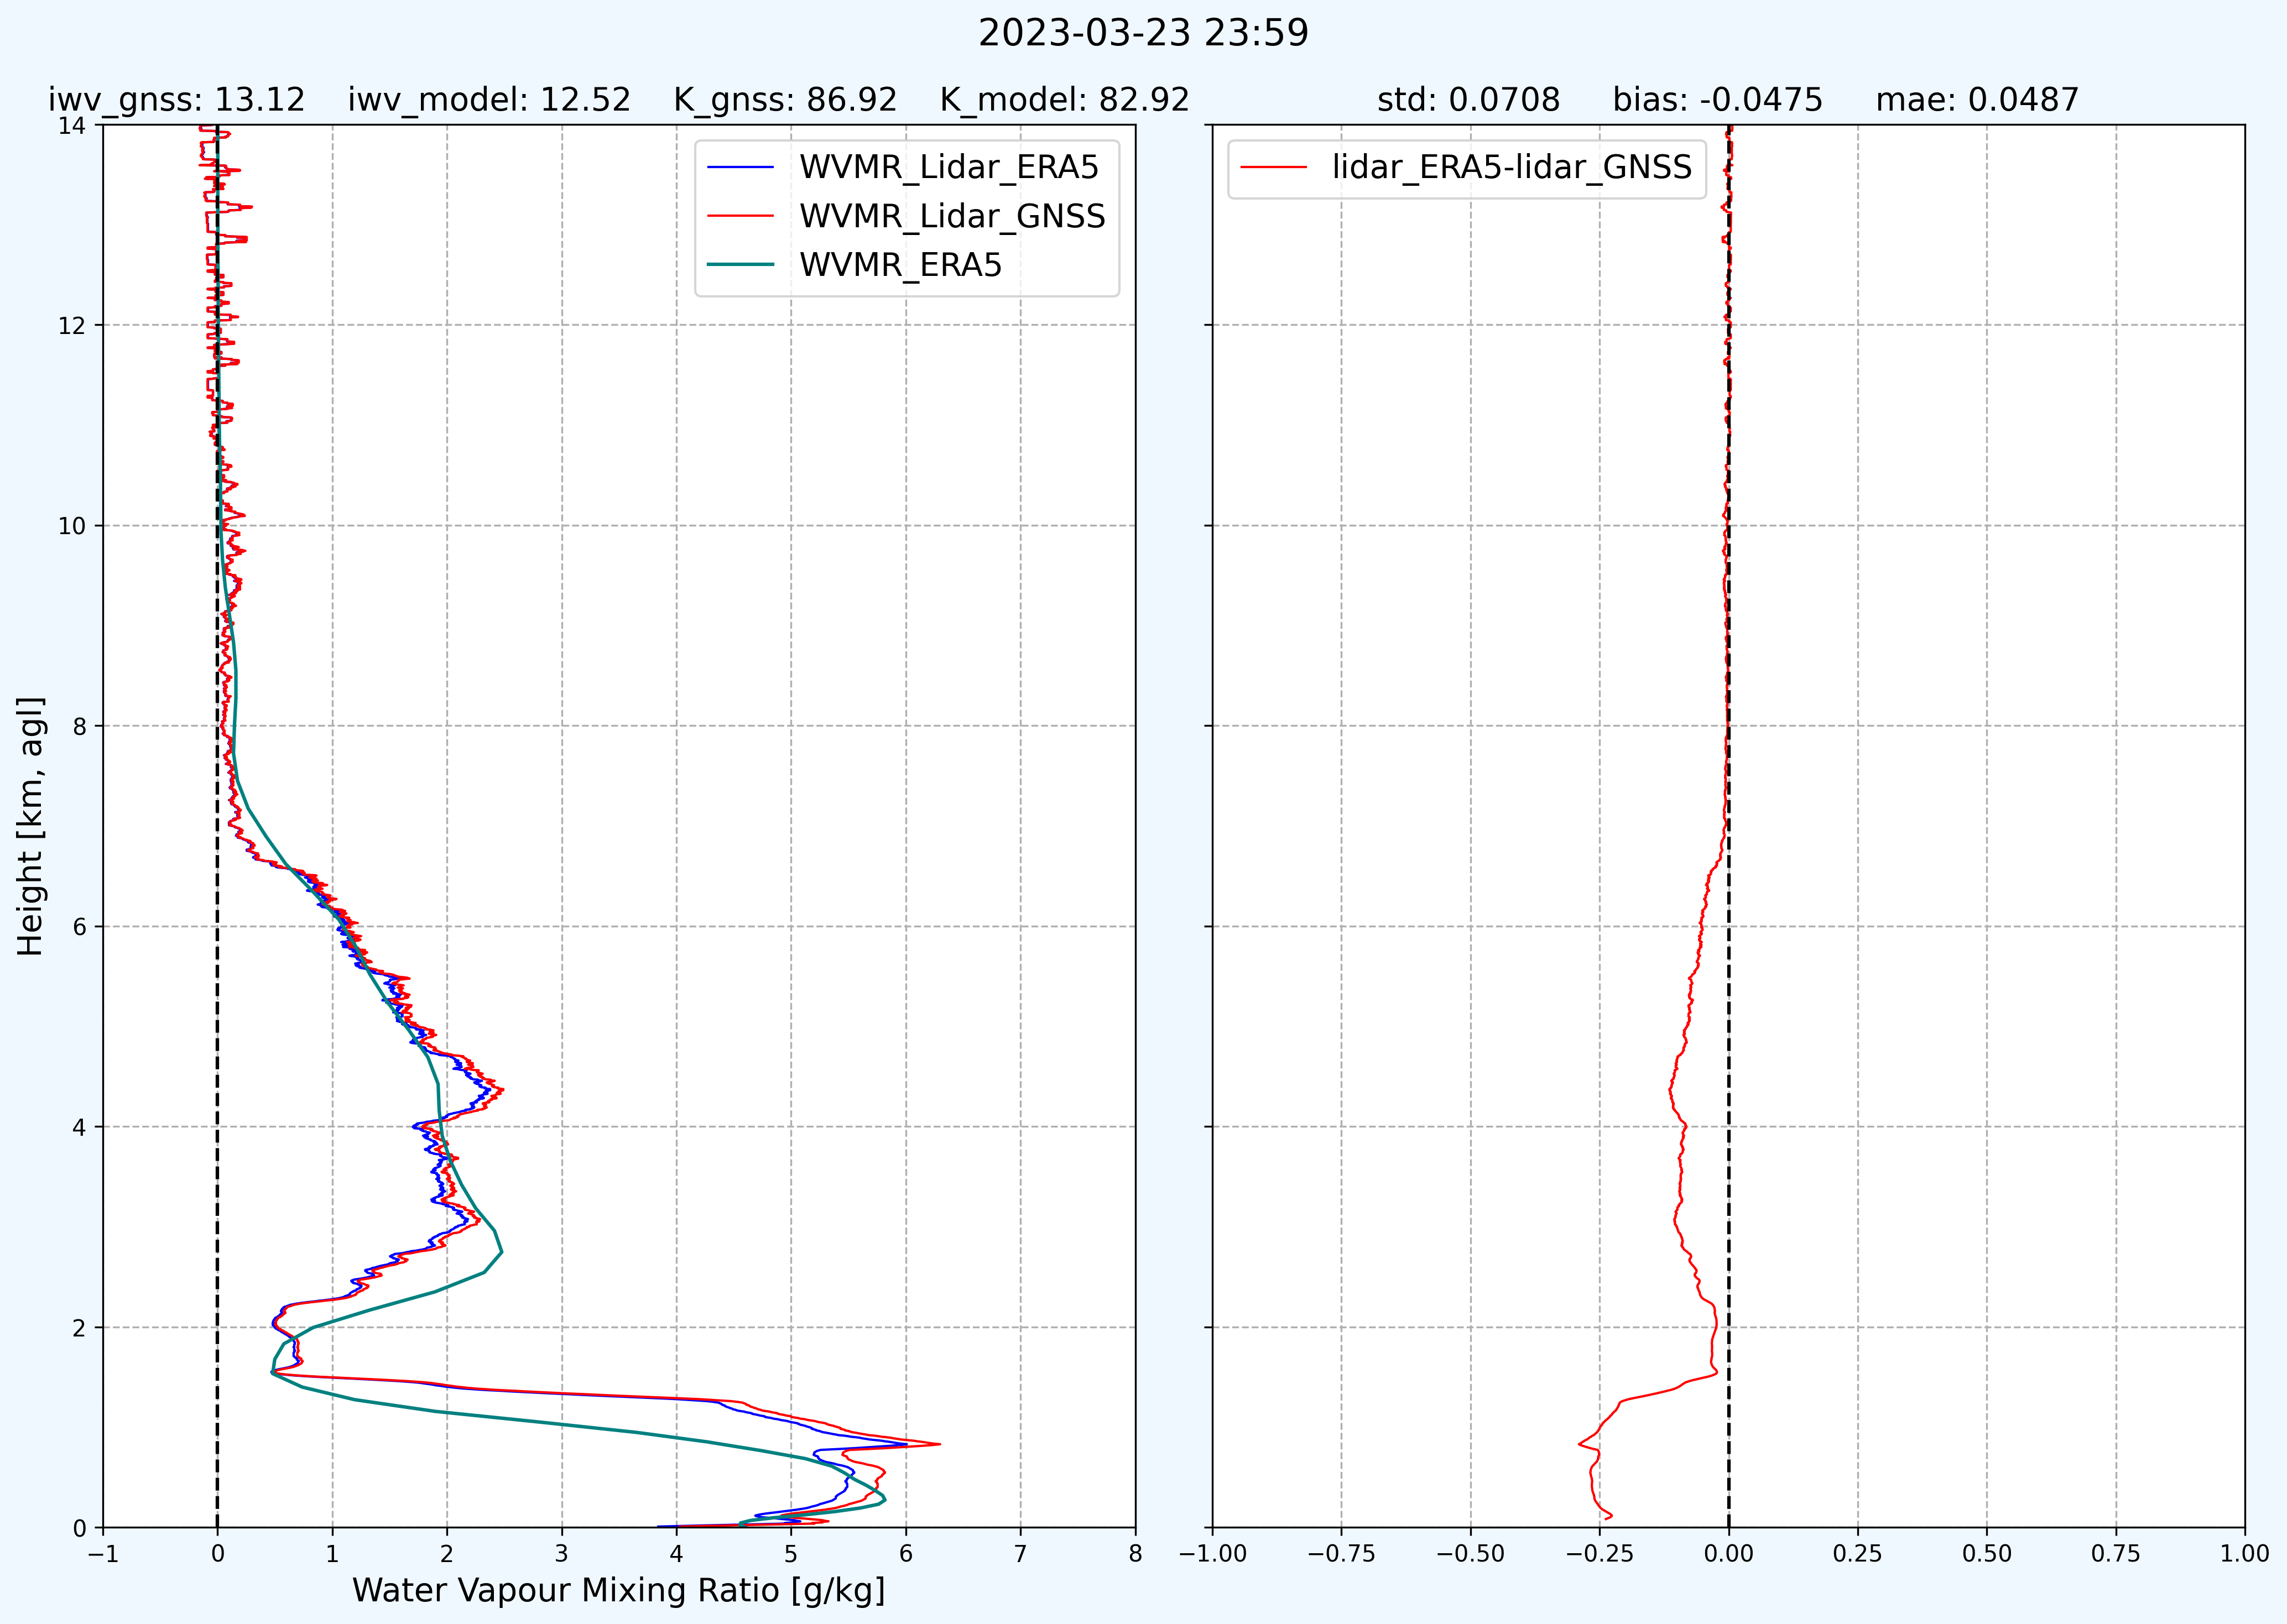 2023-03-23 23:59
iwv_gnss: 13.12 iwv_model: 12.52 K_gnss: 86.92 K_model: 82.92
std: 0.0708 bias: -0.0475 mae: 0.0487
WVMR_Lidar_ERA5
WVMR_Lidar_GNSS
WVMR_ERA5
lidar_ERA5-lidar_GNSS
Height [km, agl]
14
12
10
8
6
4
2
0
−1 0 1 2 3 4 5 6 7 8
Water Vapour Mixing Ratio [g/kg]
−1.00 −0.75 −0.50 −0.25 0.00 0.25 0.50 0.75 1.00